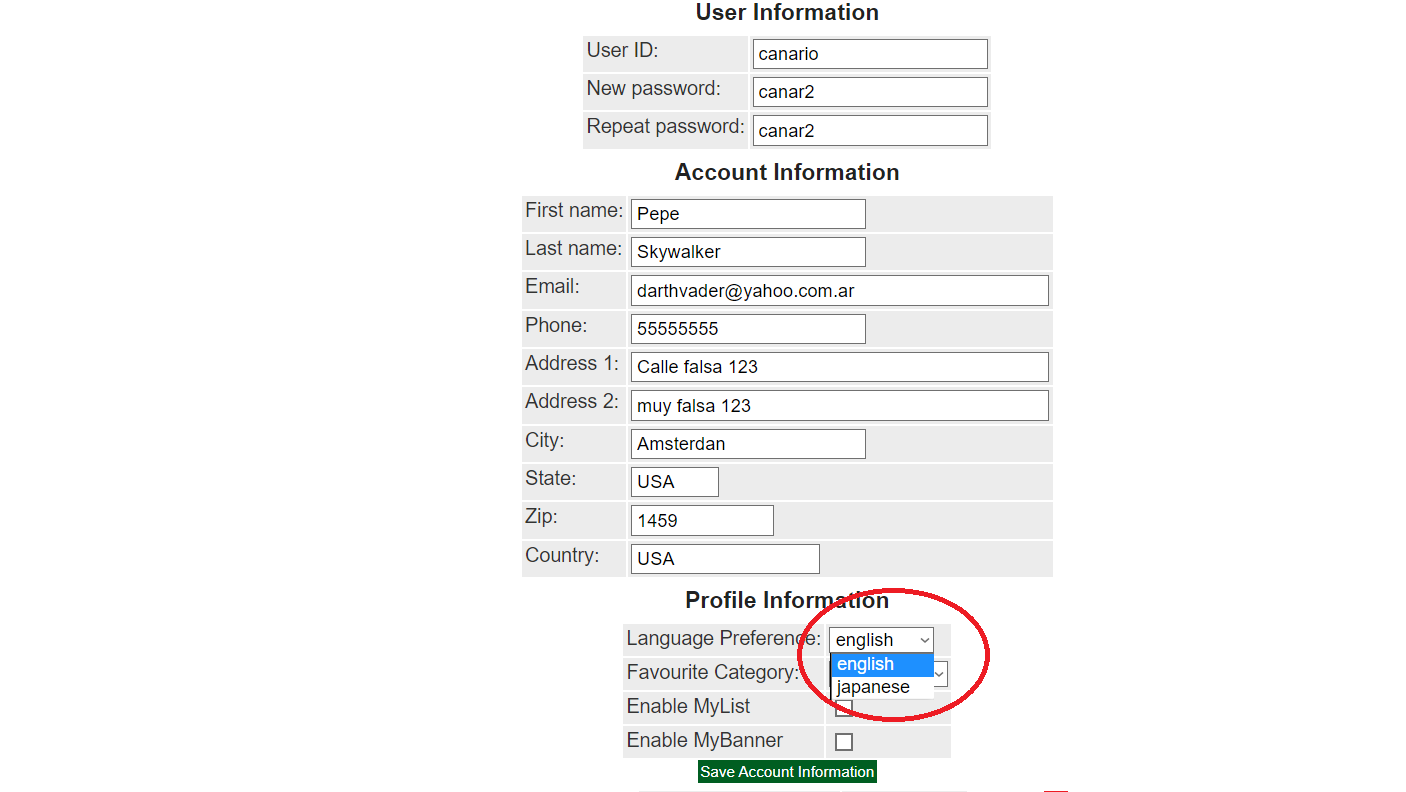 User Information
User ID: canario
New password: canar2
Repeat password: canar2
Account Information
First name: Pepe
Last name: Skywalker
Email: darthvader@yahoo.com.ar
Phone: 55555555
Address 1: Calle falsa 123
Address 2: muy falsa 123
City: Amsterdan
State: USA
Zip: 1459
Country: USA
Profile Information
Language Preference: english
english
Favourite Category:
japanese
Enable MyList
Enable MyBanner
Save Account Information